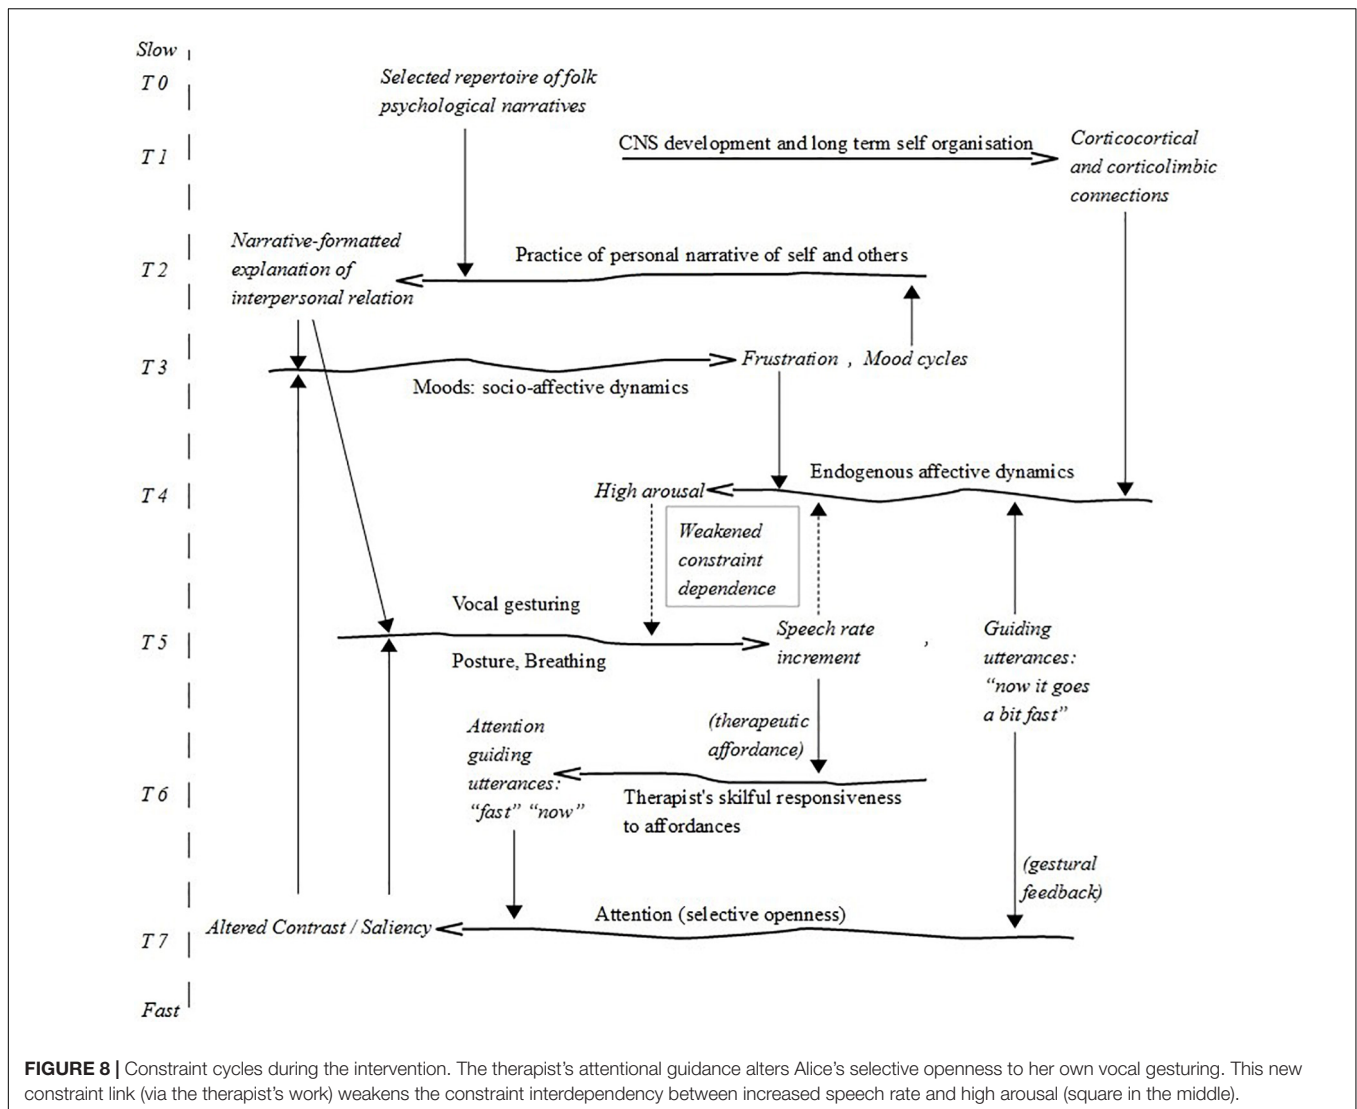 Slow
T 0
Selected repertoire of folk
psychological narratives
T 1
CNS development and long term self organisation
Corticocortical
and corticolimbic
connections
Narrative-formatted
explanation of
interpersonal relation
T 2
Practice of personal narrative of self and others
T 3
Frustration , Mood cycles
Moods: socio-affective dynamics
Endogenous affective dynamics
T 4
High arousal
Weakened
constraint
dependence
Vocal gesturing
T 5
Posture, Breathing
Speech rate
increment
,
Guiding
utterances:
“now it goes
a bit fast”
(therapeutic
affordance)
Attention
guiding
utterances:
“fast” “now”
T 6
Therapist's skilful responsiveness
to affordances
(gestural
feedback)
Altered Contrast / Saliency
Attention (selective openness)
T 7
Fast
FIGURE 8 | Constraint cycles during the intervention. The therapist’s attentional guidance alters Alice’s selective openness to her own vocal gesturing. This new
constraint link (via the therapist’s work) weakens the constraint interdependency between increased speech rate and high arousal (square in the middle).